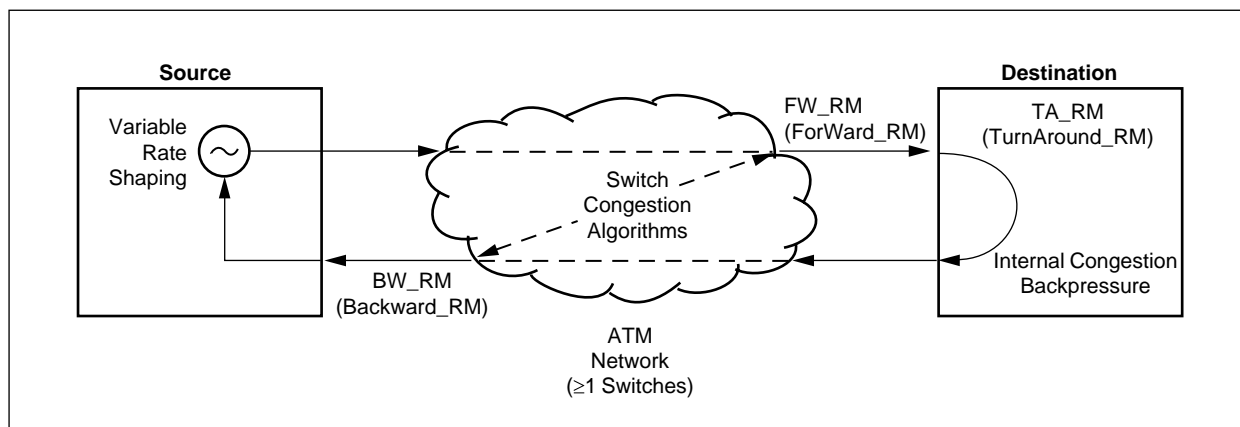 Source
Destination
Variable
Rate
Shaping
FW_RM
(ForWard_RM)
TA_RM
(TurnAround_RM)
Switch
Congestion
Algorithms
BW_RM
(Backward_RM)
Internal Congestion
Backpressure
ATM
Network
(≥1 Switches)